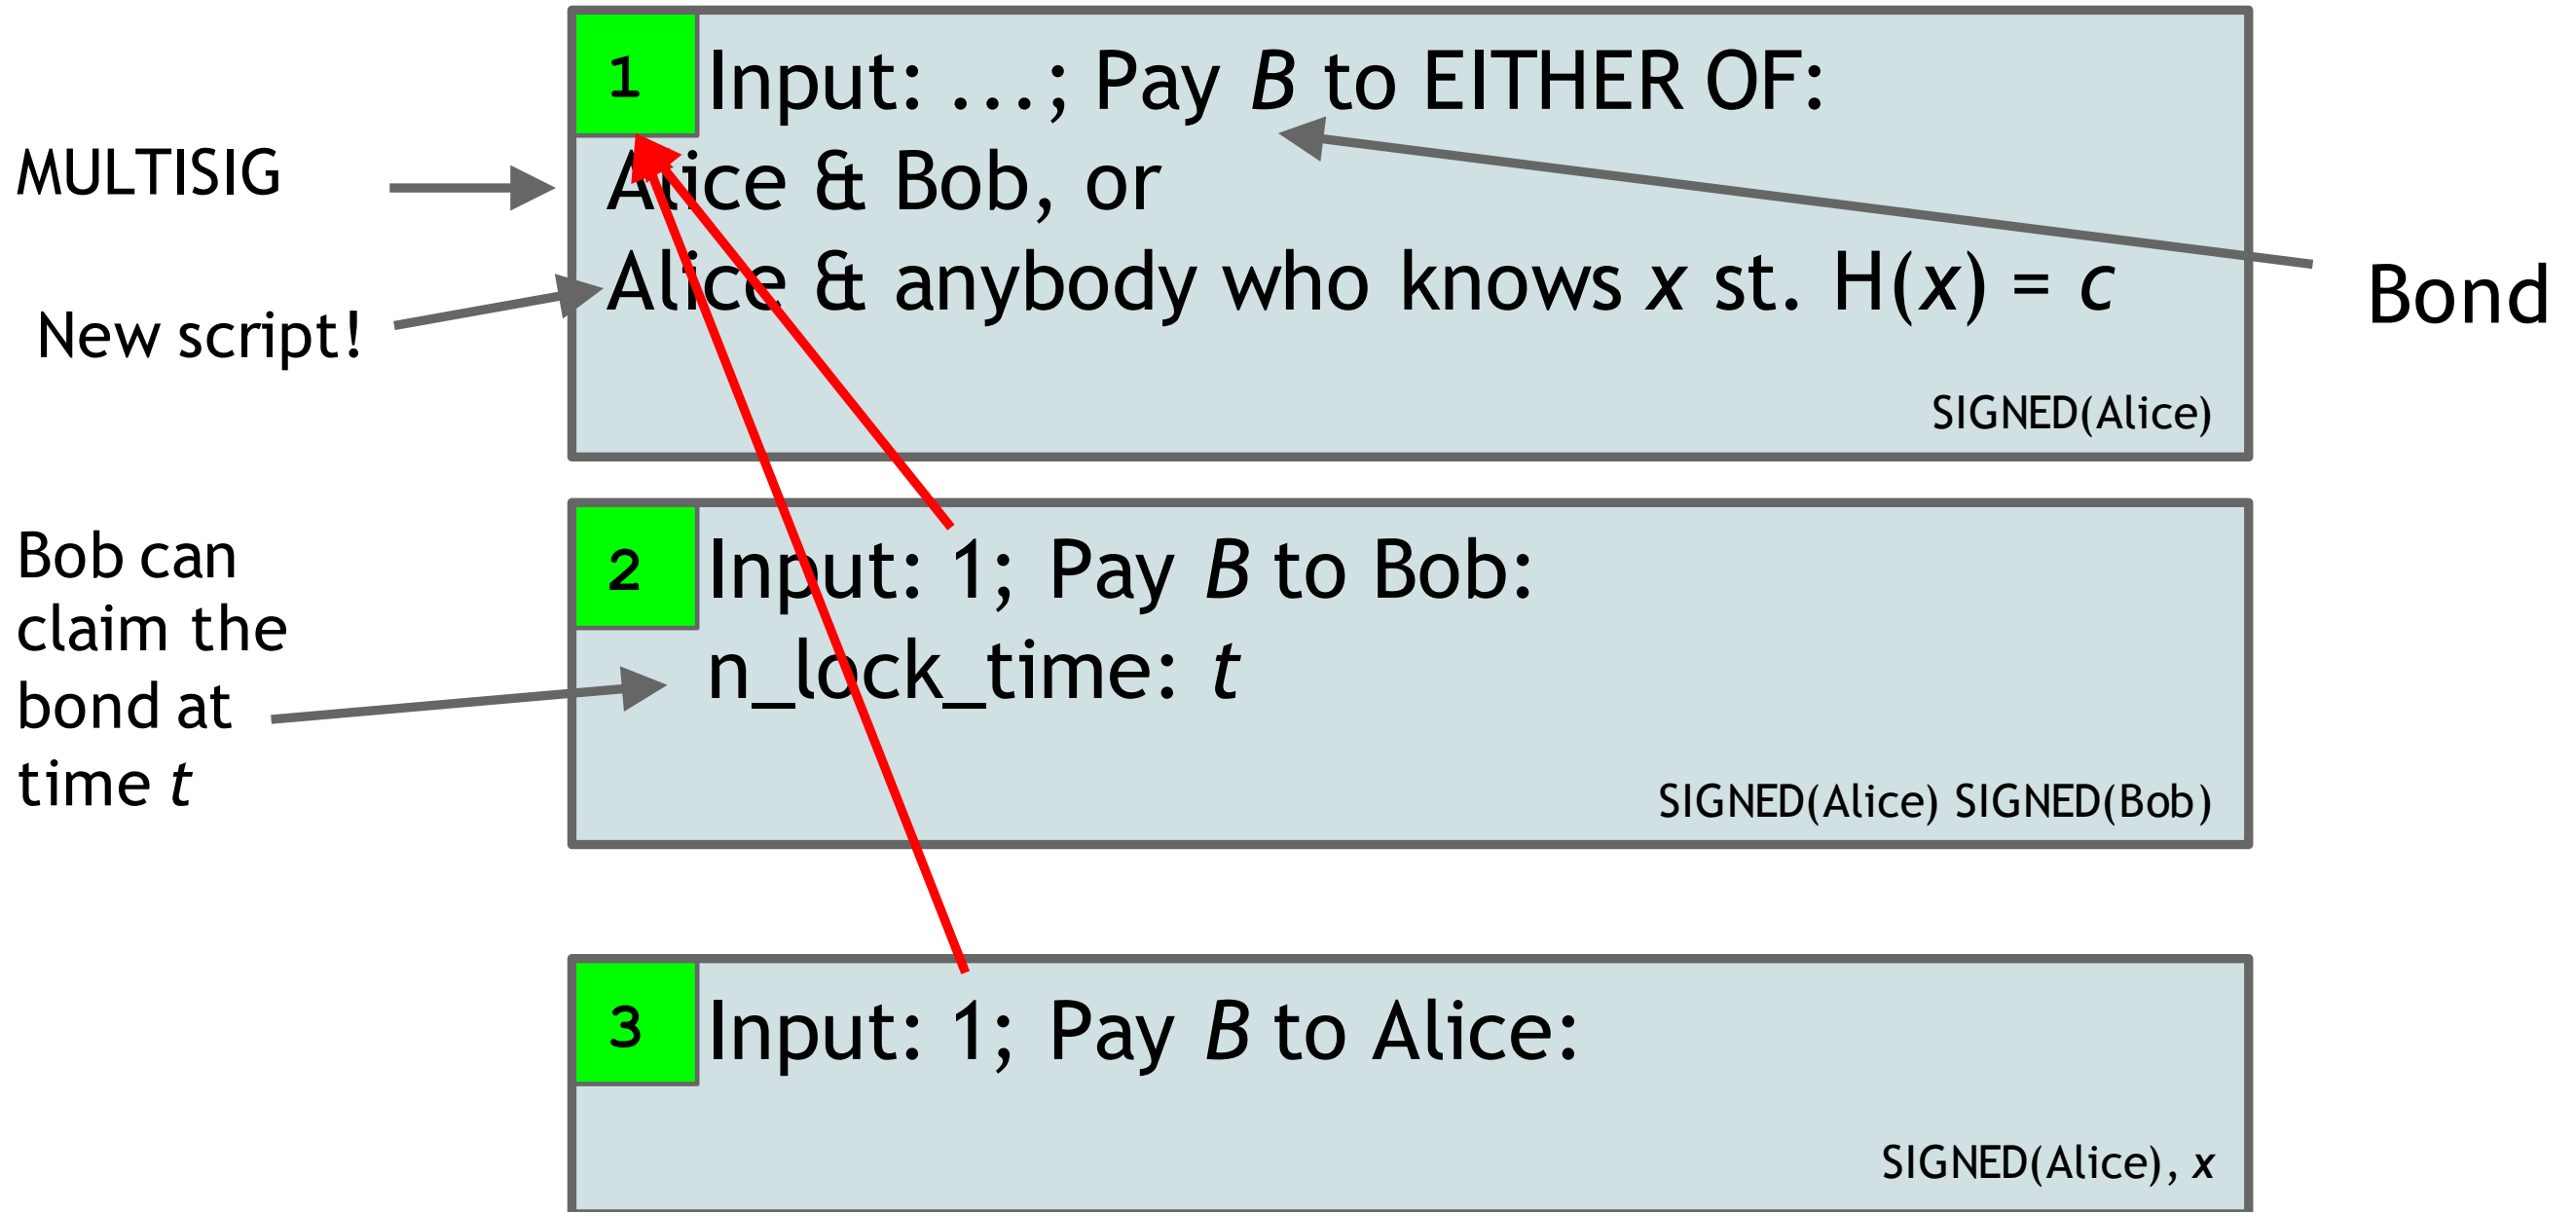 1
Input: ...; Pay B to EITHER OF:
MULTISIG
Alice & Bob, or
Alice & anybody who knows x st. H(x) = c
Bond
New script!
SIGNED(Alice)
2
Input: 1; Pay B to Bob:
Bob can
claim the
bond at
time t
n_lock_time: t
SIGNED(Alice) SIGNED(Bob)
3
Input: 1; Pay B to Alice:
SIGNED(Alice), x